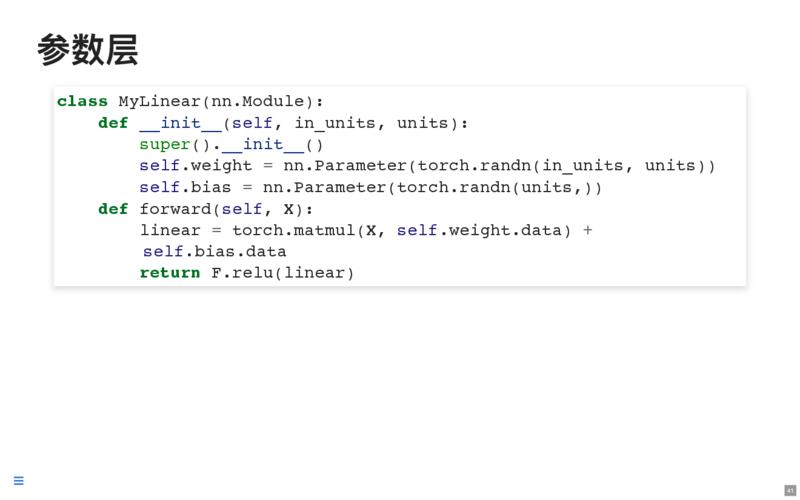 参数层
class MyLinear(nn.Module):
    def __init__(self, in_units, units):
        super().__init__()
        self.weight = nn.Parameter(torch.randn(in_units, units))
        self.bias = nn.Parameter(torch.randn(units,))
    def forward(self, X):
        linear = torch.matmul(X, self.weight.data) +
        self.bias.data
        return F.relu(linear)
41